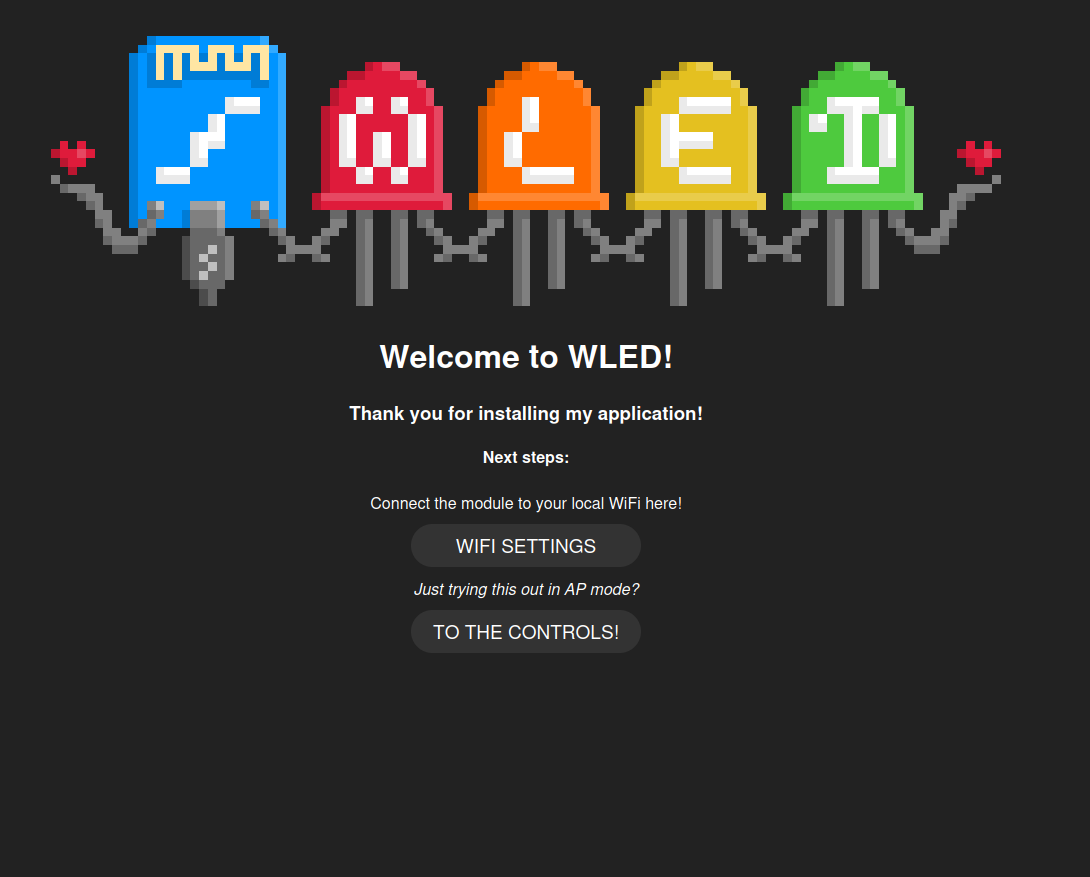 WLED
Welcome to WLED!
Thank you for installing my application!
Next steps:
Connect the module to your local WiFi here!
WIFI SETTINGS
Just trying this out in AP mode?
TO THE CONTROLS!